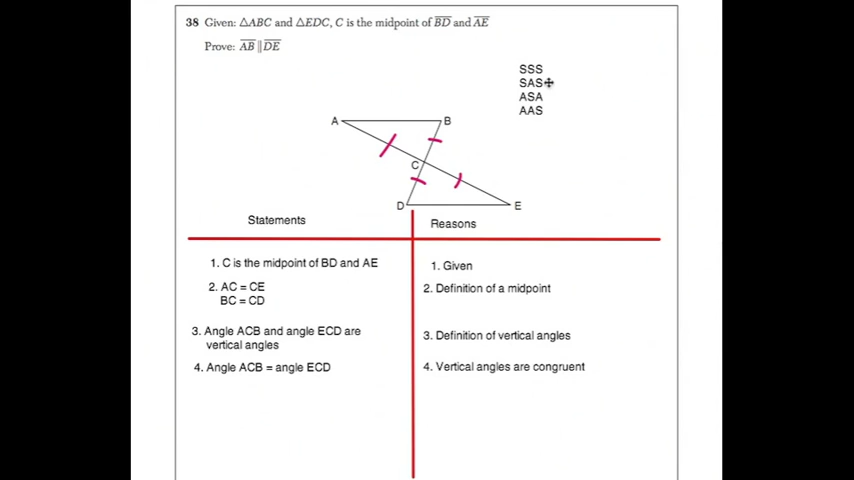 38 Given: △ABC and △EDC, C is the midpoint of BD and AE
Prove: AB ∥ DE
SSS
SAS
ASA
AAS
A
B
C
D
E
Statements
Reasons
1. C is the midpoint of BD and AE
1. Given
2. AC = CE
BC = CD
2. Definition of a midpoint
3. Angle ACB and angle ECD are
vertical angles
3. Definition of vertical angles
4. Angle ACB = angle ECD
4. Vertical angles are congruent